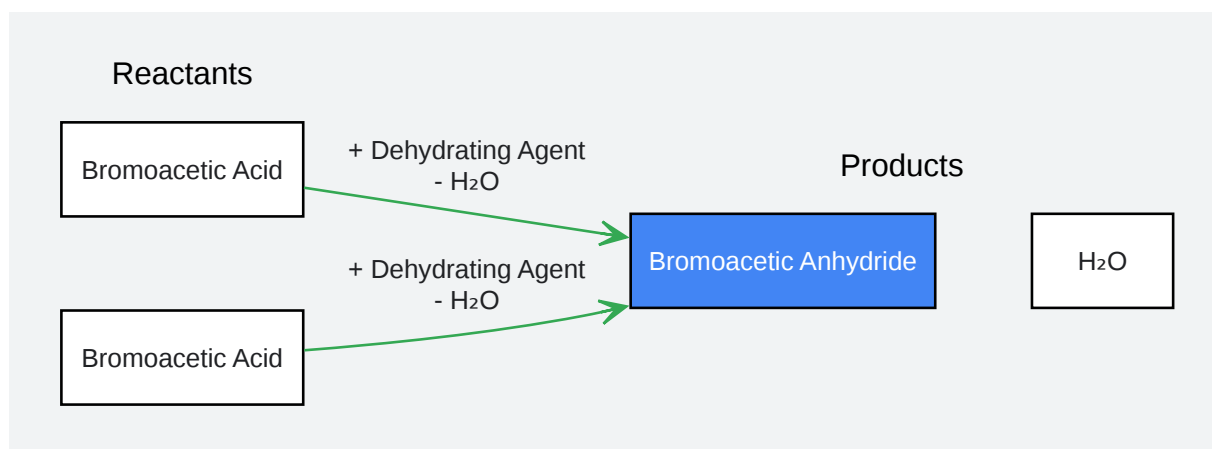 Reactants
Bromoacetic Acid
+ Dehydrating Agent
- H₂O
Products
Bromoacetic Anhydride
H₂O
+ Dehydrating Agent
- H₂O
Bromoacetic Acid